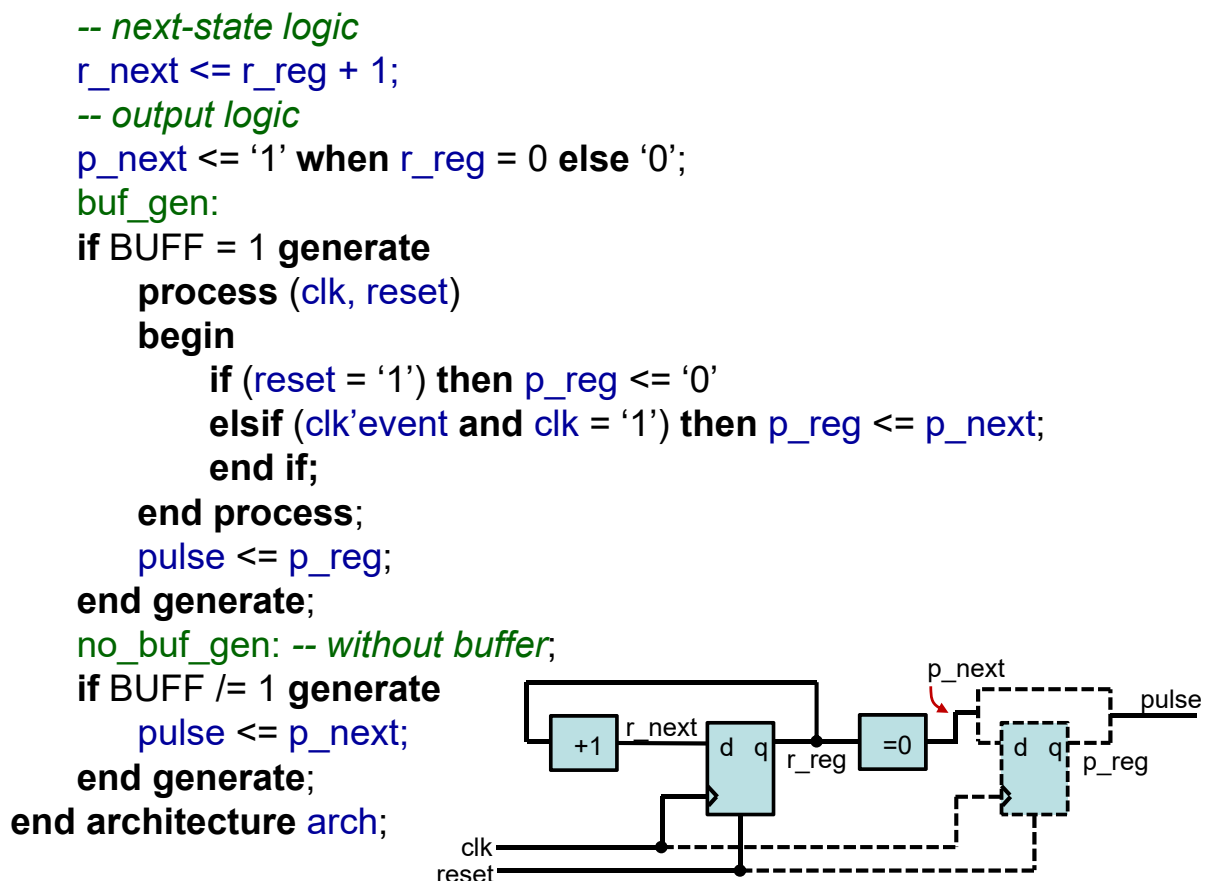 -- next-state logic
r_next <= r_reg + 1;
-- output logic
p_next <= ‘1’ when r_reg = 0 else ‘0’;
buf_gen:
if BUFF = 1 generate
process (clk, reset)
begin
if (reset = ‘1’) then p_reg <= ‘0’
elsif (clk’event and clk = ‘1’) then p_reg <= p_next;
end if;
end process;
pulse <= p_reg;
end generate;
no_buf_gen: -- without buffer;
if BUFF /= 1 generate
pulse <= p_next;
end generate;
end architecture arch;
p_next
pulse
+1
r_next
d q
r_reg
=0
d q
p_reg
clk
reset